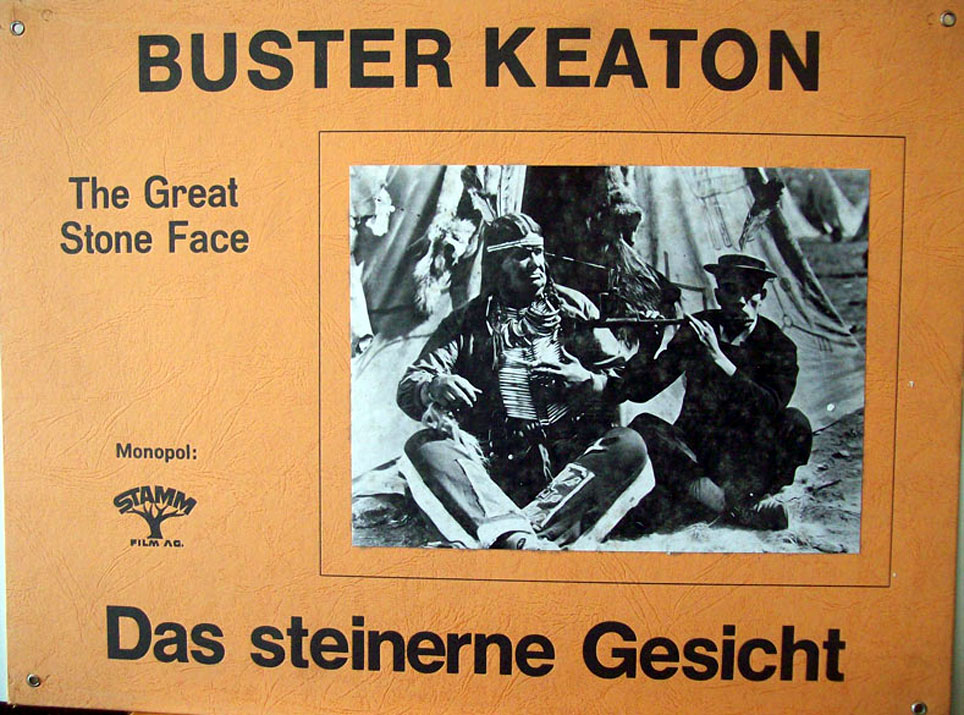 BUSTER KEATON
The Great
Stone Face
Monopol:
STAMM
FILM AG.
Das steinerne Gesicht